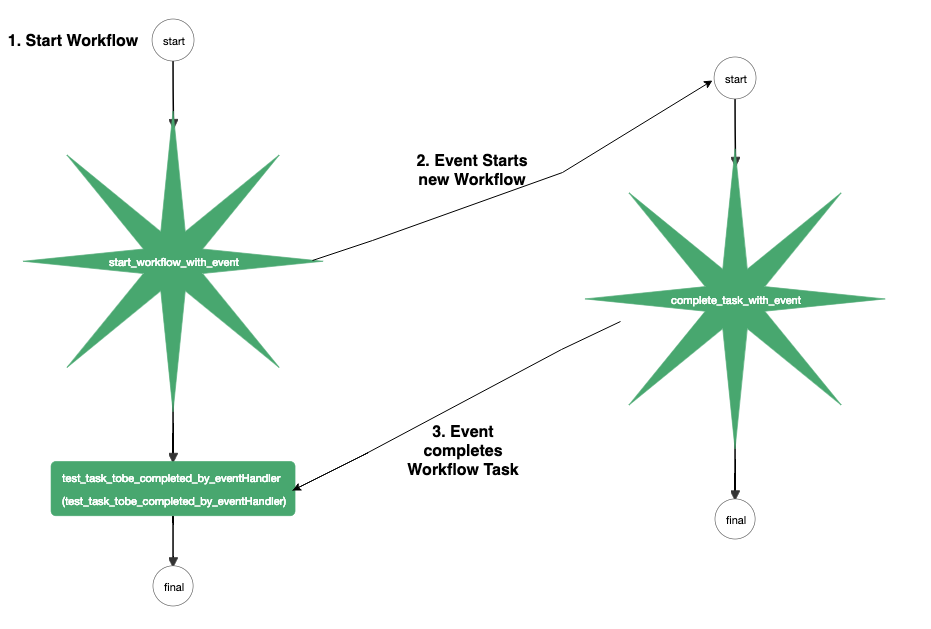 1. Start Workflow
start
start
2. Event Starts
new Workflow
start_workflow_with_event
complete_task_with_event
3. Event
completes
Workflow Task
test_task_tobe_completed_by_eventHandler
(test_task_tobe_completed_by_eventHandler)
final
final